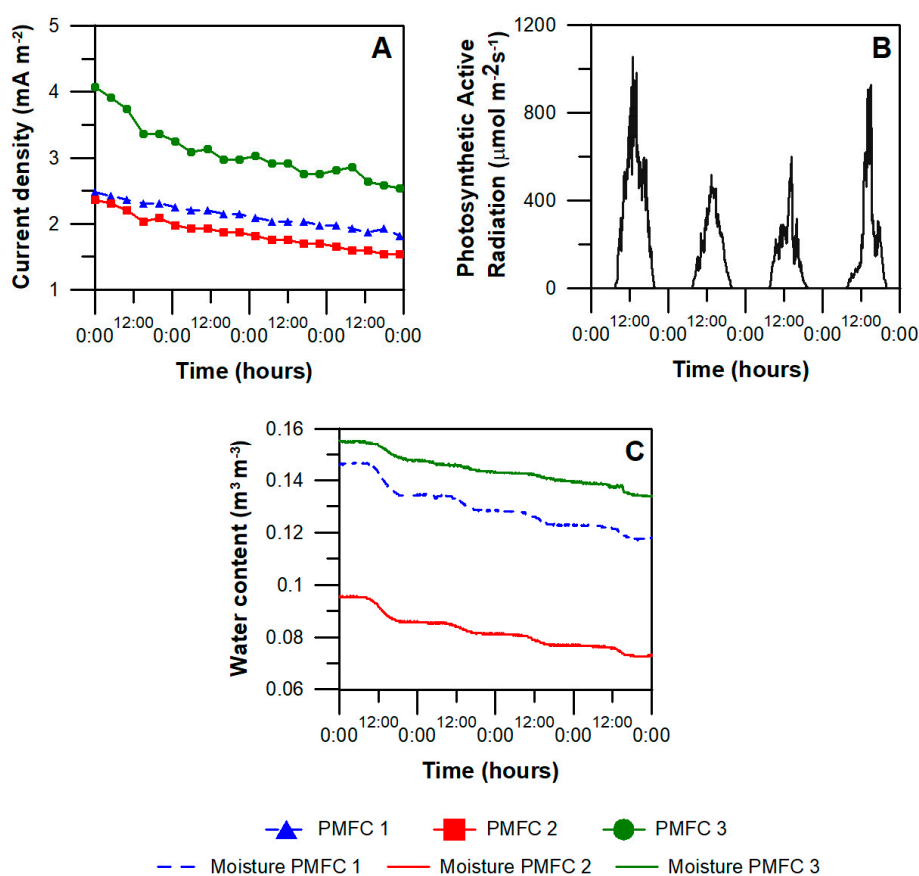 A
Current density (mA m-2)
5
4
3
2
1
12:00 12:00 12:00 12:00
0:00 0:00 0:00 0:00 0:00
Time (hours)
B
Photosynthetic Active
Radiation (μmol m-2s-1)
1200
800
400
0
12:00 12:00 12:00 12:00
0:00 0:00 0:00 0:00 0:00
Time (hours)
C
Water content (m3 m-3)
0.16
0.14
0.12
0.1
0.08
0.06
12:00 12:00 12:00 12:00
0:00 0:00 0:00 0:00 0:00
Time (hours)
PMFC 1 PMFC 2 PMFC 3
Moisture PMFC 1 Moisture PMFC 2 Moisture PMFC 3